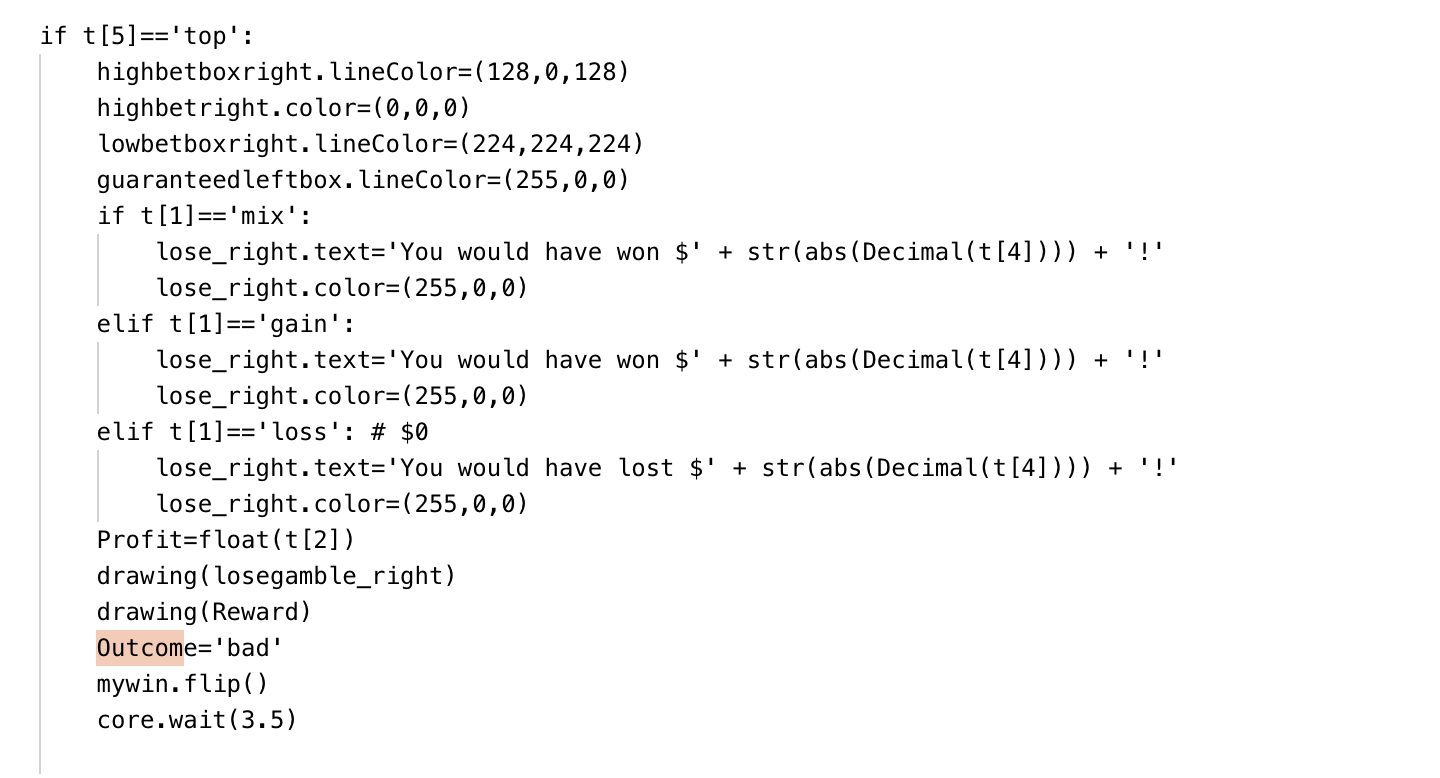 if t[5]=='top':
    highbetboxright.lineColor=(128,0,128)
    highbetright.color=(0,0,0)
    lowbetboxright.lineColor=(224,224,224)
    guaranteedleftbox.lineColor=(255,0,0)
    if t[1]=='mix':
        lose_right.text='You would have won $' + str(abs(Decimal(t[4]))) + '!'
        lose_right.color=(255,0,0)
    elif t[1]=='gain':
        lose_right.text='You would have won $' + str(abs(Decimal(t[4]))) + '!'
        lose_right.color=(255,0,0)
    elif t[1]=='loss': # $0
        lose_right.text='You would have lost $' + str(abs(Decimal(t[4]))) + '!'
        lose_right.color=(255,0,0)
    Profit=float(t[2])
    drawing(losegamble_right)
    drawing(Reward)
    Outcome='bad'
    mywin.flip()
    core.wait(3.5)